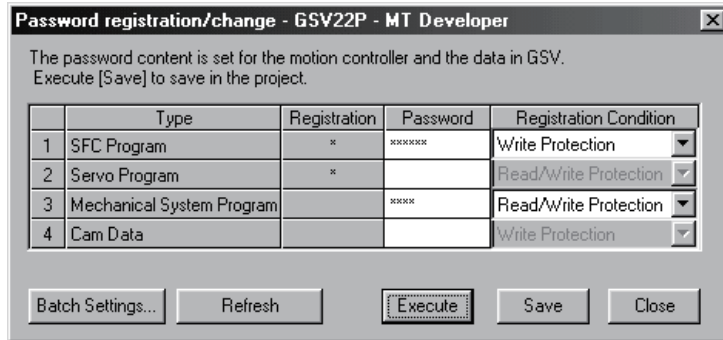 Password registration/change - GSV22P - MT Developer
The password content is set for the motion controller and the data in GSV.
Execute [Save] to save in the project.
Type Registration Password Registration Condition
1 SFC Program * ****** Write Protection
2 Servo Program * Read/Write Protection
3 Mechanical System Program **** Read/Write Protection
4 Cam Data Write Protection
Batch Settings... Refresh Execute Save Close